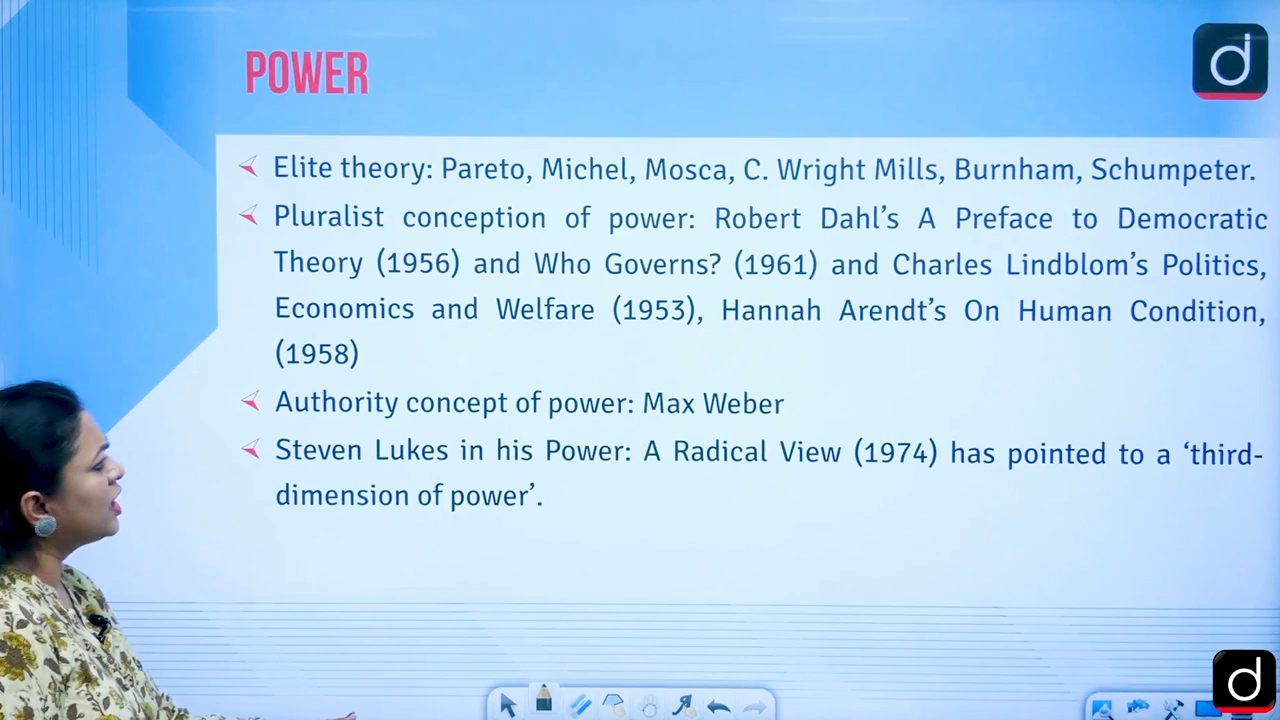 POWER
d
Elite theory: Pareto, Michel, Mosca, C. Wright Mills, Burnham, Schumpeter.
Pluralist conception of power: Robert Dahl's A Preface to Democratic
Theory (1956) and Who Governs? (1961) and Charles Lindblom's Politics,
Economics and Welfare (1953), Hannah Arendt's On Human Condition,
(1958)
Authority concept of power: Max Weber
Steven Lukes in his Power: A Radical View (1974) has pointed to a ‘third-
dimension of power’.
d